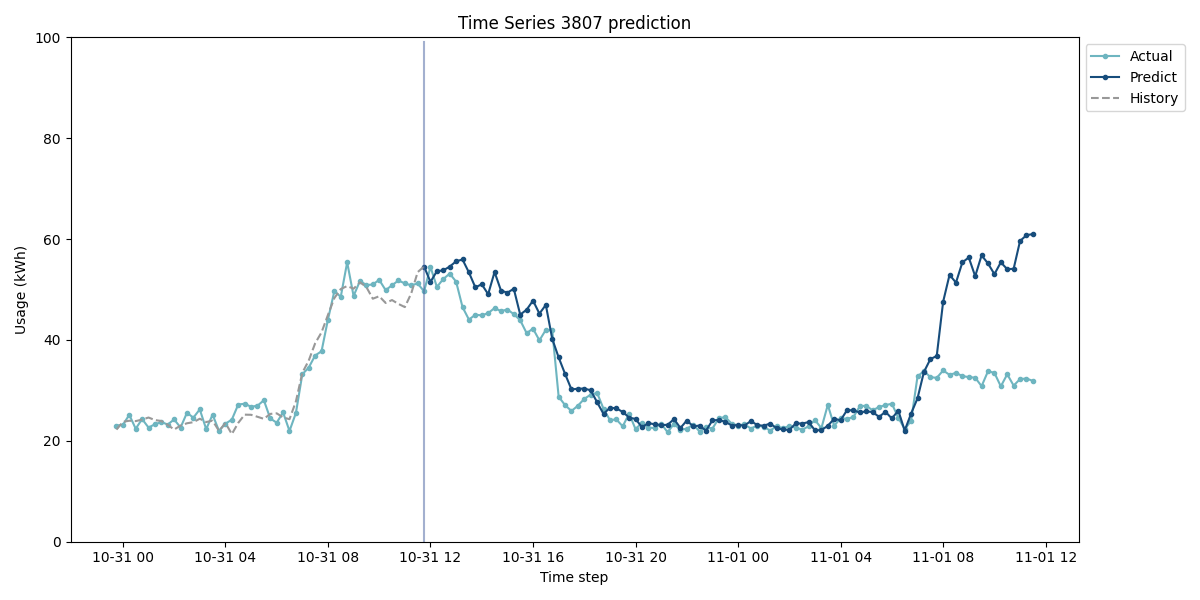 Time Series 3807 prediction
Usage (kWh)
100
80
60
40
20
0
10-31 00
10-31 04
10-31 08
10-31 12
10-31 16
10-31 20
11-01 00
11-01 04
11-01 08
11-01 12
Time step
Actual
Predict
History